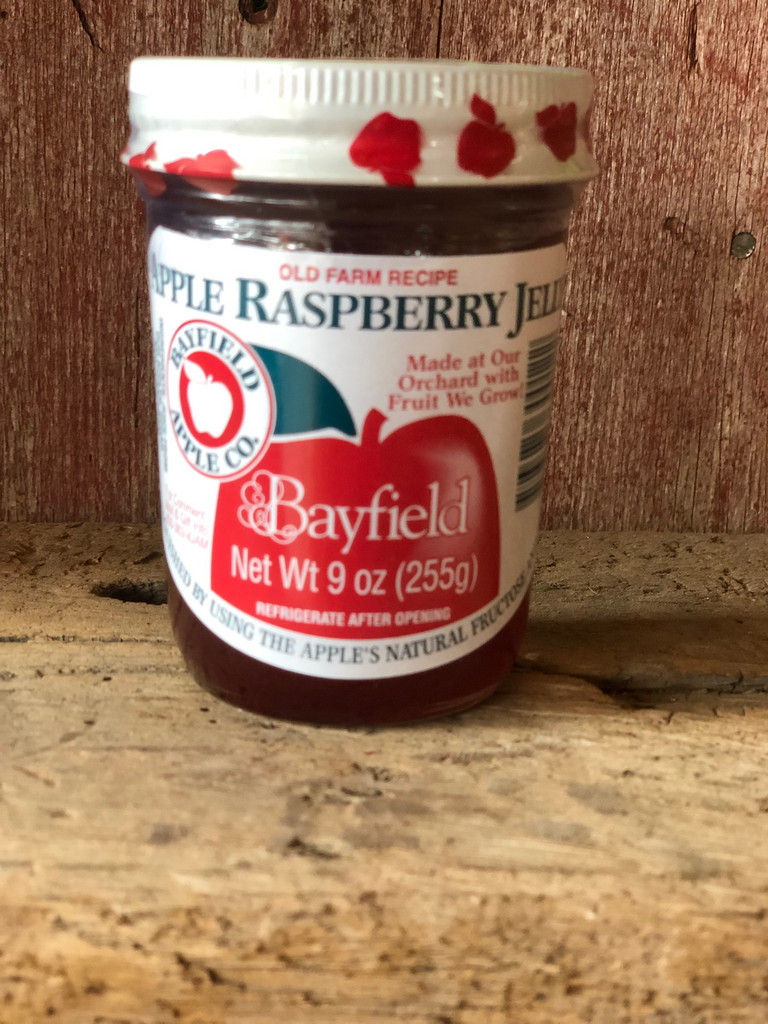 OLD FARM RECIPE
APPLE RASPBERRY JELL
BAYFIELD
APPLE CO.
Made at Our
Orchard with
Fruit We Grow!
Bayfield
Net Wt 9 oz (255g)
REFRIGERATE AFTER OPENING
BY USING THE APPLE'S NATURAL FRUCTOSE